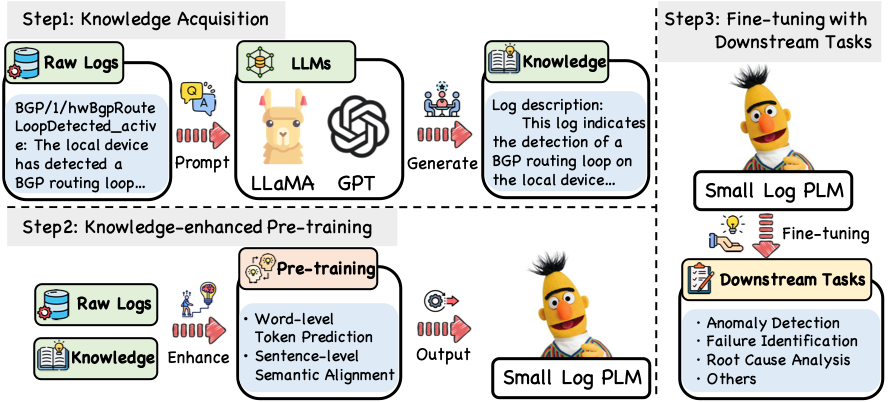 Step1: Knowledge Acquisition
Raw Logs
BGP/1/hwBgpRoute
LoopDetected_activ
e: The local device
has detected a
BGP routing loop...
Q
A
Prompt
LLMs
LLaMA
GPT
Generate
Knowledge
Log description:
This log indicates
the detection of a
BGP routing loop on
the local device...
Step2: Knowledge-enhanced Pre-training
Raw Logs
Knowledge
Enhance
Pre-training
· Word-level
Token Prediction
· Sentence-level
Semantic Alignment
Output
Small Log PLM
Step3: Fine-tuning with
Downstream Tasks
Small Log PLM
Fine-tuning
Downstream Tasks
· Anomaly Detection
· Failure Identification
· Root Cause Analysis
· Others